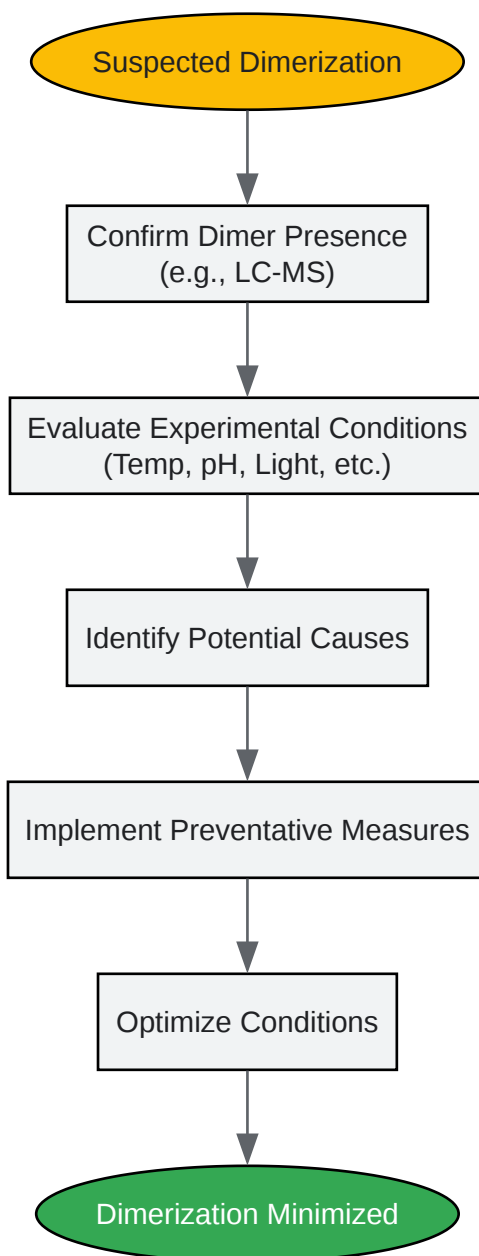 Suspected Dimerization
Confirm Dimer Presence
(e.g., LC-MS)
Evaluate Experimental Conditions
(Temp, pH, Light, etc.)
Identify Potential Causes
Implement Preventative Measures
Optimize Conditions
Dimerization Minimized